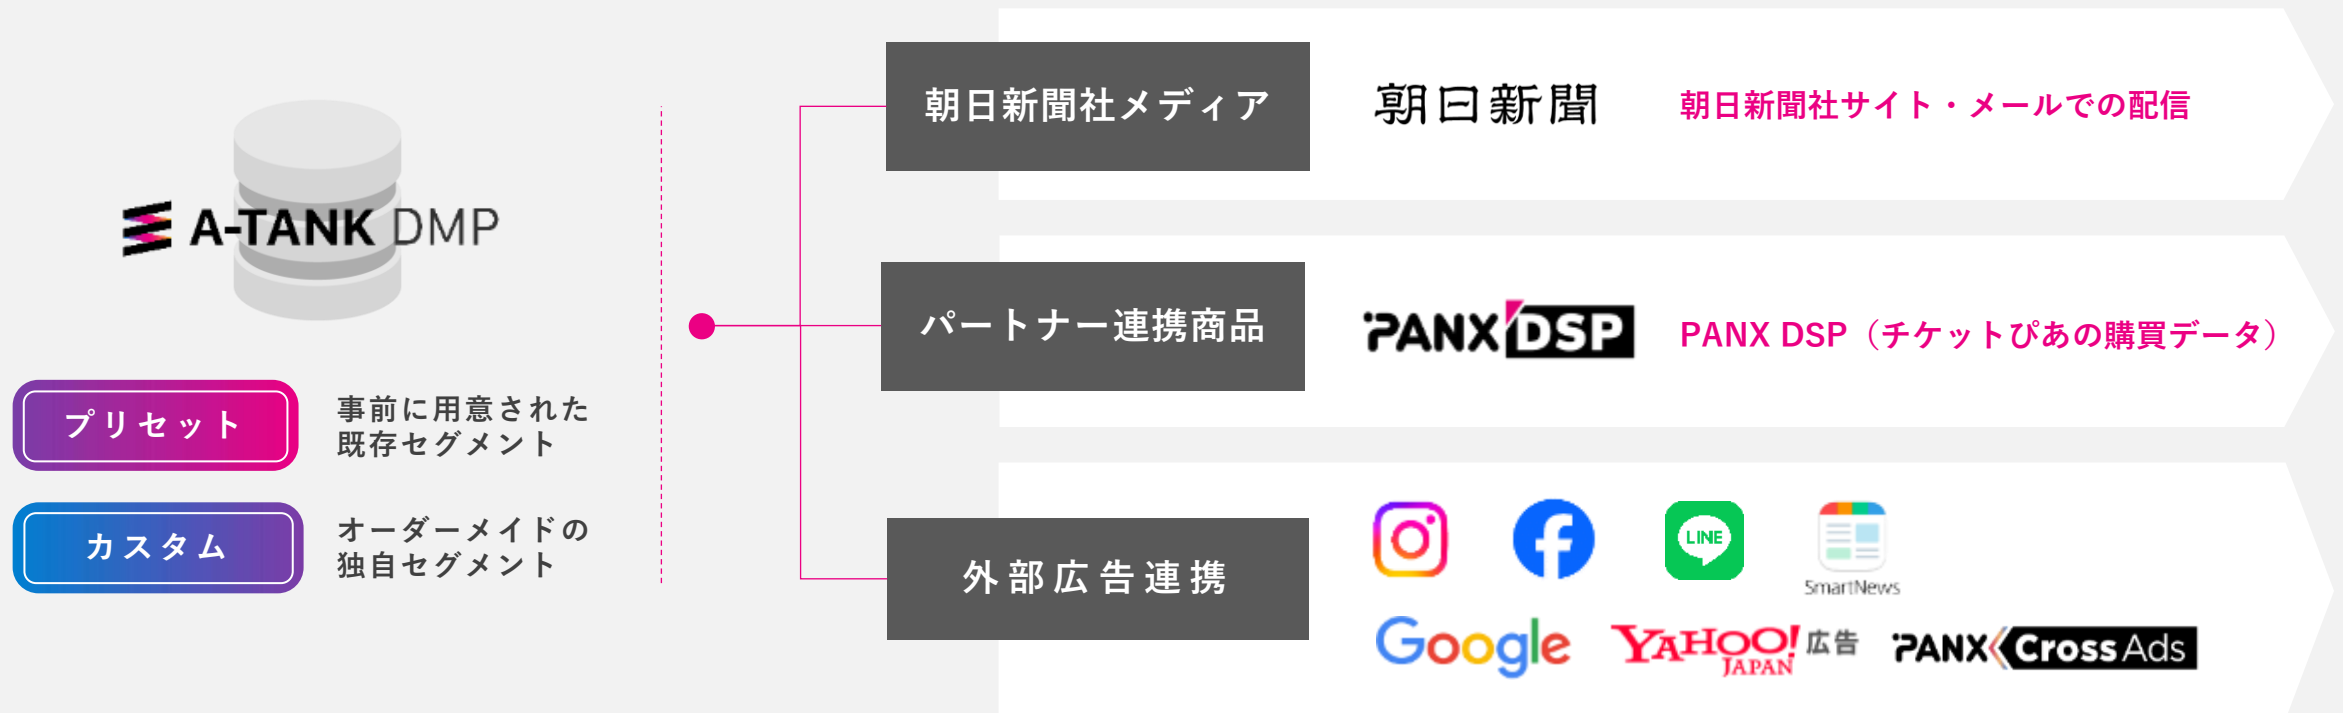 A-TANK DMP
プリセット
事前に用意された
既存セグメント
カスタム
オーダーメイドの
独自セグメント
朝日新聞社メディア
朝日新聞
朝日新聞社サイト・メールでの配信
パートナー連携商品
PANX DSP
PANX DSP（チケットぴあの購買データ）
外部広告連携
LINE
SmartNews
Google
YAHOO!
JAPAN
広告
PANX Cross Ads